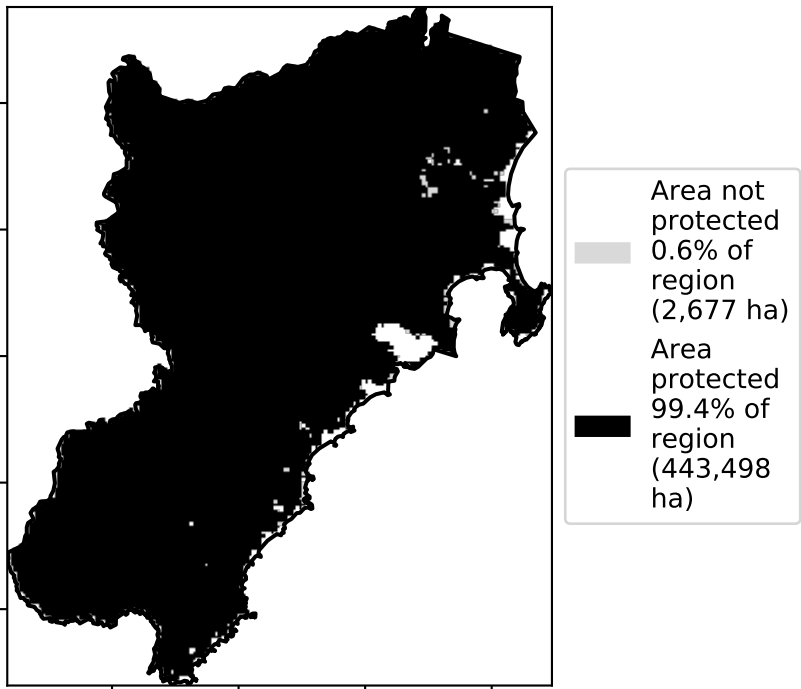 Area not
protected
0.6% of
region
(2,677 ha)
Area
protected
99.4% of
region
(443,498
ha)